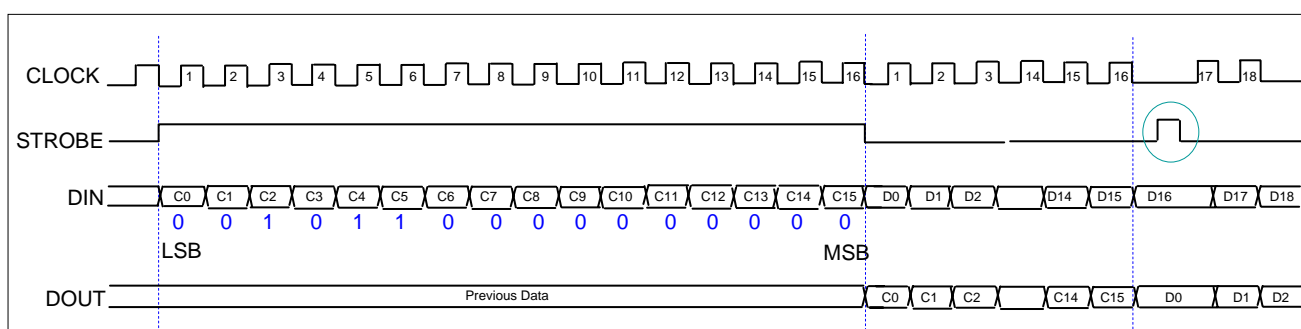 CLOCK 1 2 3 4 5 6 7 8 9 10 11 12 13 14 15 16 1 2 3 14 15 16 17 18
STROBE
DIN C0 C1 C2 C3 C4 C5 C6 C7 C8 C9 C10 C11 C12 C13 C14 C15 D0 D1 D2 D14 D15 D16 D17 D18
0 0 1 0 1 1 0 0 0 0 0 0 0 0 0 0
LSB MSB
DOUT Previous Data C0 C1 C2 C14 C15 D0 D1 D2